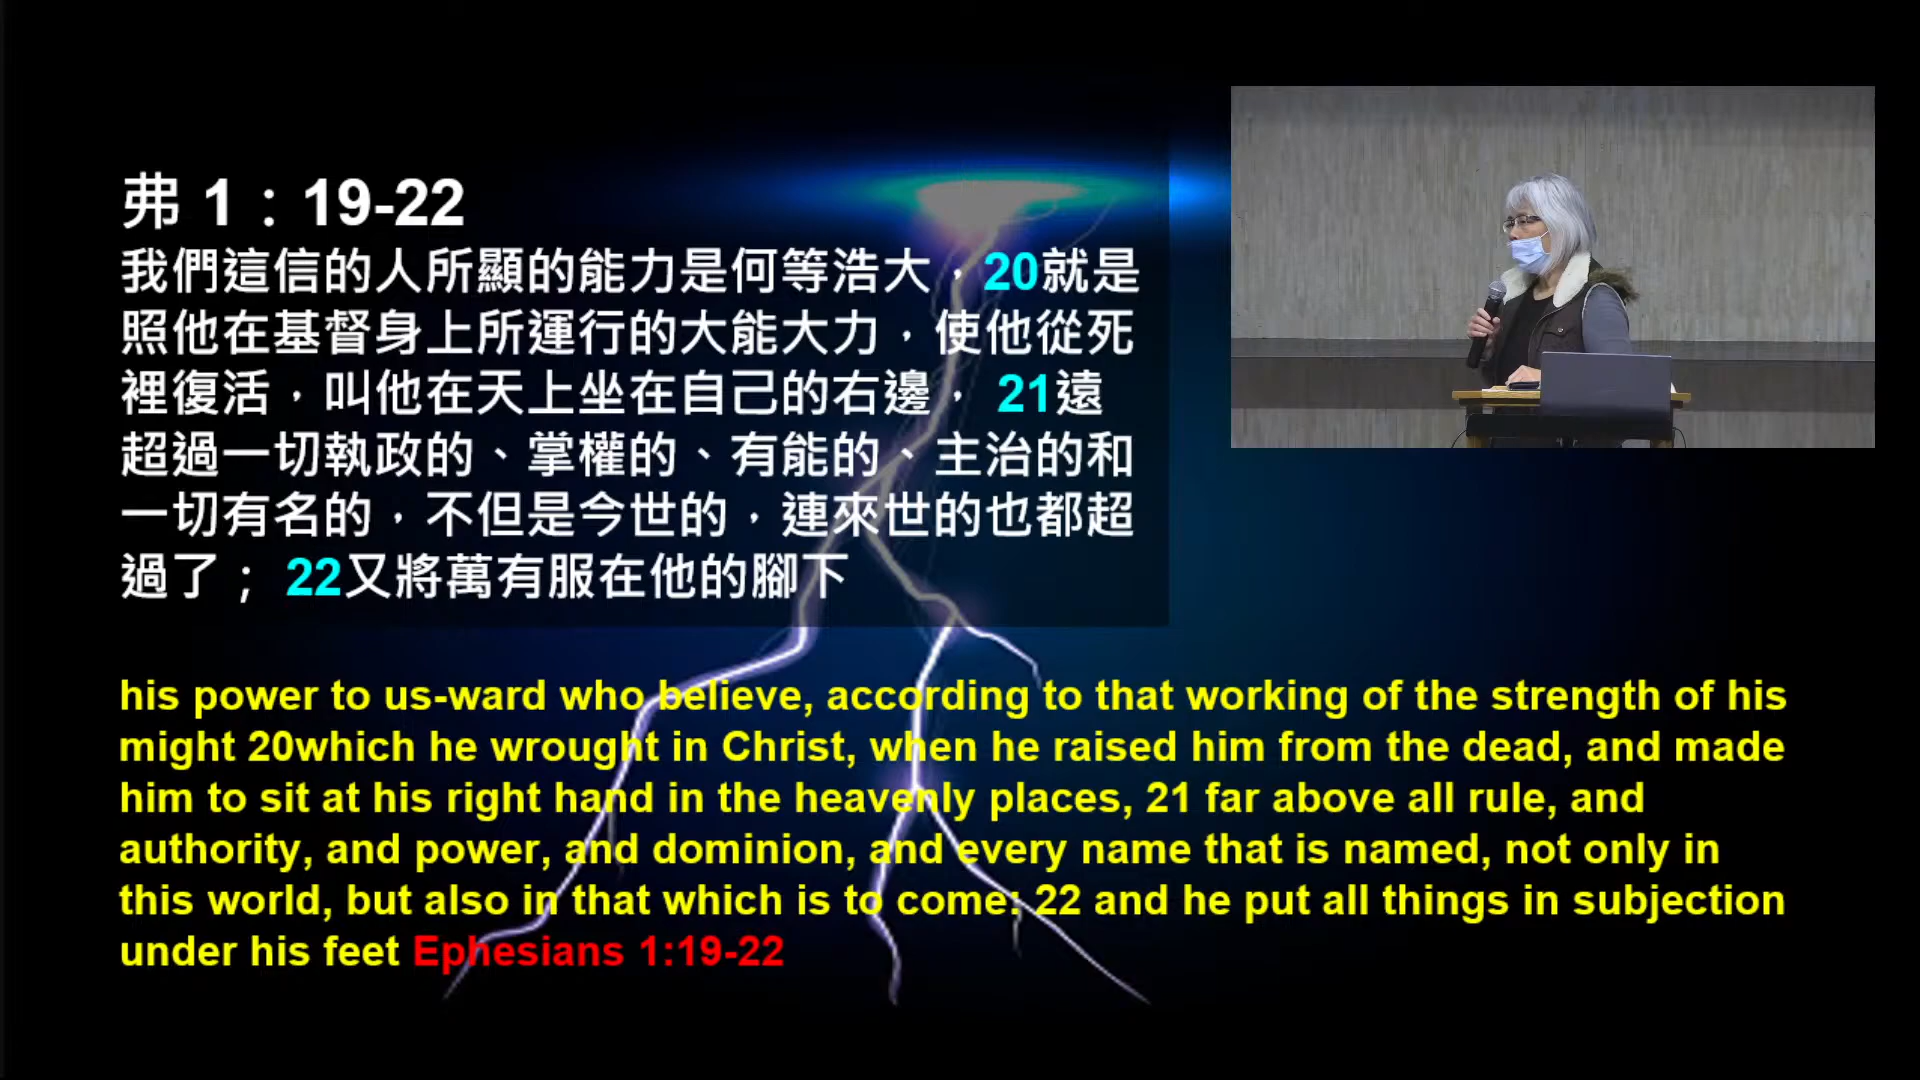 弗 1：19-22
我們這信的人所顯的能力是何等浩大，20就是
照他在基督身上所運行的大能大力，使他從死
裡復活，叫他在天上坐在自己的右邊， 21遠
超過一切執政的、掌權的、有能的、主治的和
一切有名的，不但是今世的，連來世的也都超
過了； 22又將萬有服在他的腳下
his power to us-ward who believe, according to that working of the strength of his
might 20which he wrought in Christ, when he raised him from the dead, and made
him to sit at his right hand in the heavenly places, 21 far above all rule, and
authority, and power, and dominion, and every name that is named, not only in
this world, but also in that which is to come: 22 and he put all things in subjection
under his feet Ephesians 1:19-22